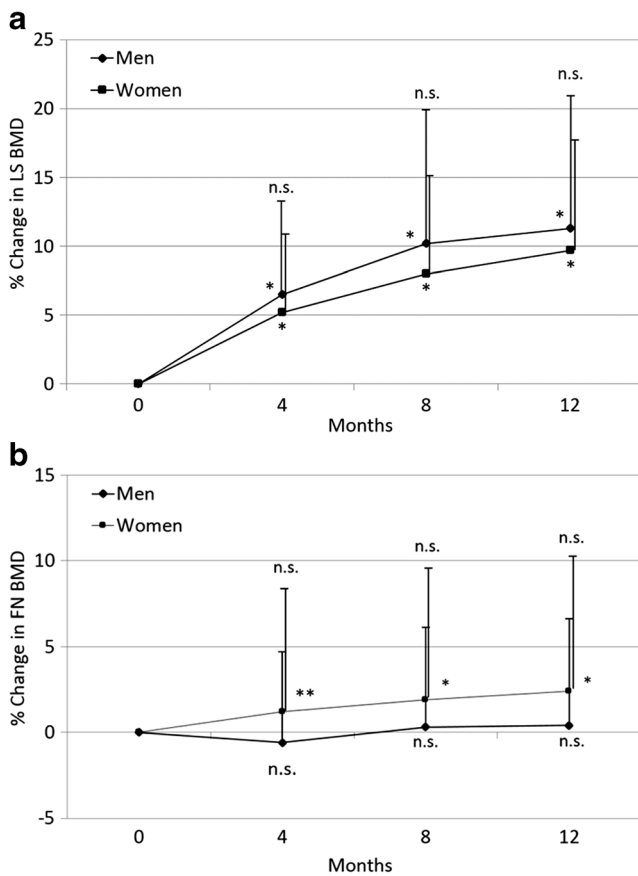 a
25
Men
Women
n.s.
n.s.
20
n.s.
15
% Change in LS BMD
10
* * *
5
* * *
0
0 4 8 12
Months
b
15
Men
Women
n.s. n.s. n.s.
10
% Change in FN BMD
5
** * *
0
n.s. n.s. n.s.
-5
0 4 8 12
Months